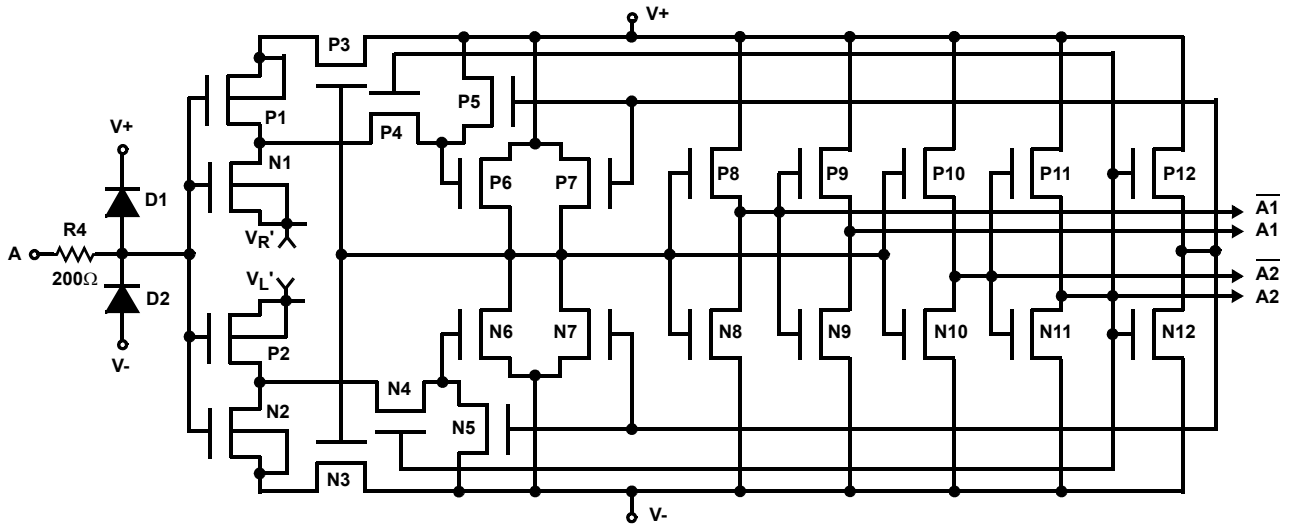 V+
P3
P5
P1
V+
P4
N1
P8
P9
P10
P11
P12
P6
P7
D1
A1
R4
A1
VR'
A
200Ω
VL'
A2
D2
A2
N6
N7
N8
N9
N10
N11
N12
P2
V-
N4
N2
N5
N3
V-